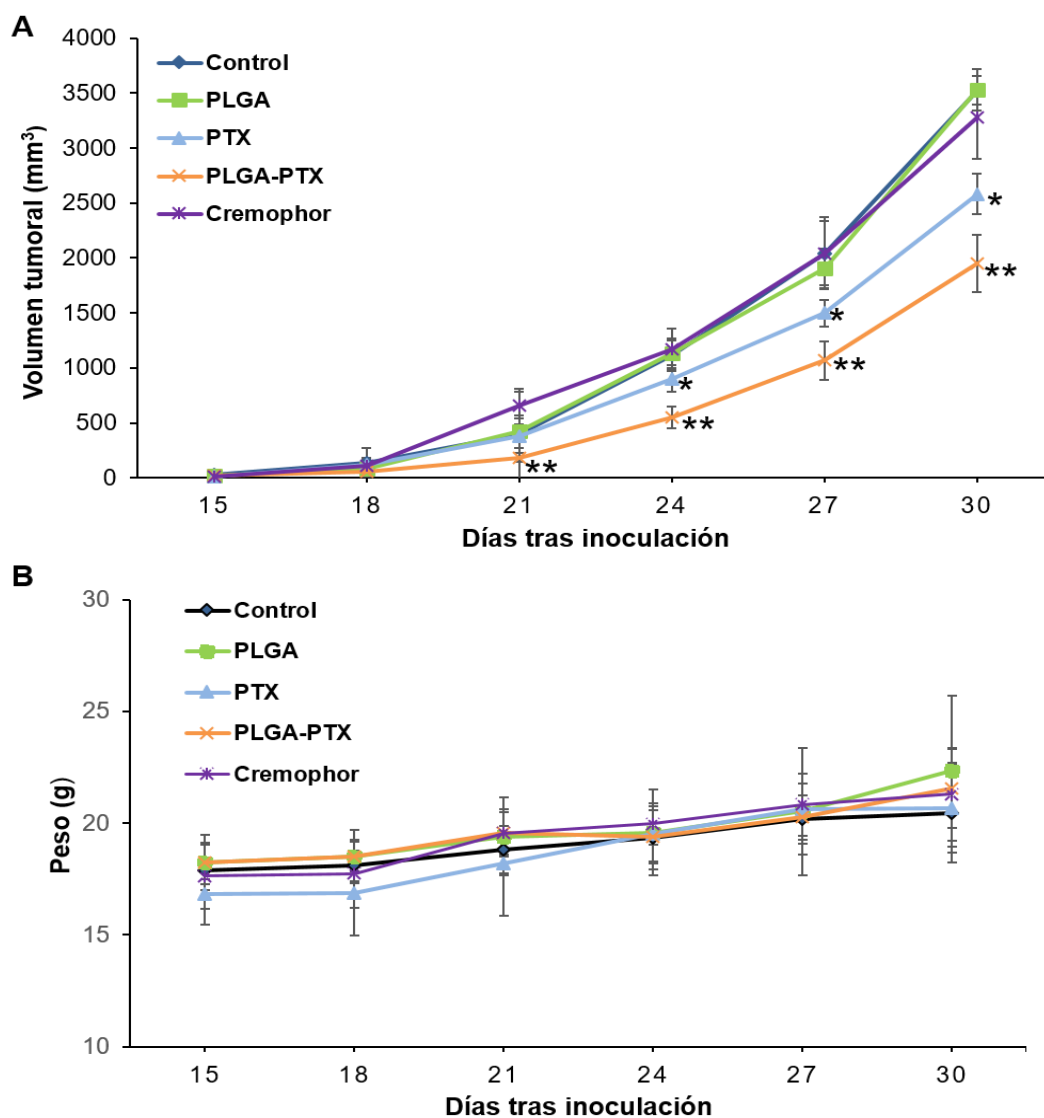 A
4000
3500
3000
2500
2000
1500
1000
500
0
Volumen tumoral (mm³)
Control
PLGA
PTX
PLGA-PTX
Cremophor
**
*
**
*
**
*
**
15 18 21 24 27 30
Días tras inoculación
B
30
25
20
15
10
Peso (g)
Control
PLGA
PTX
PLGA-PTX
Cremophor
15 18 21 24 27 30
Días tras inoculación